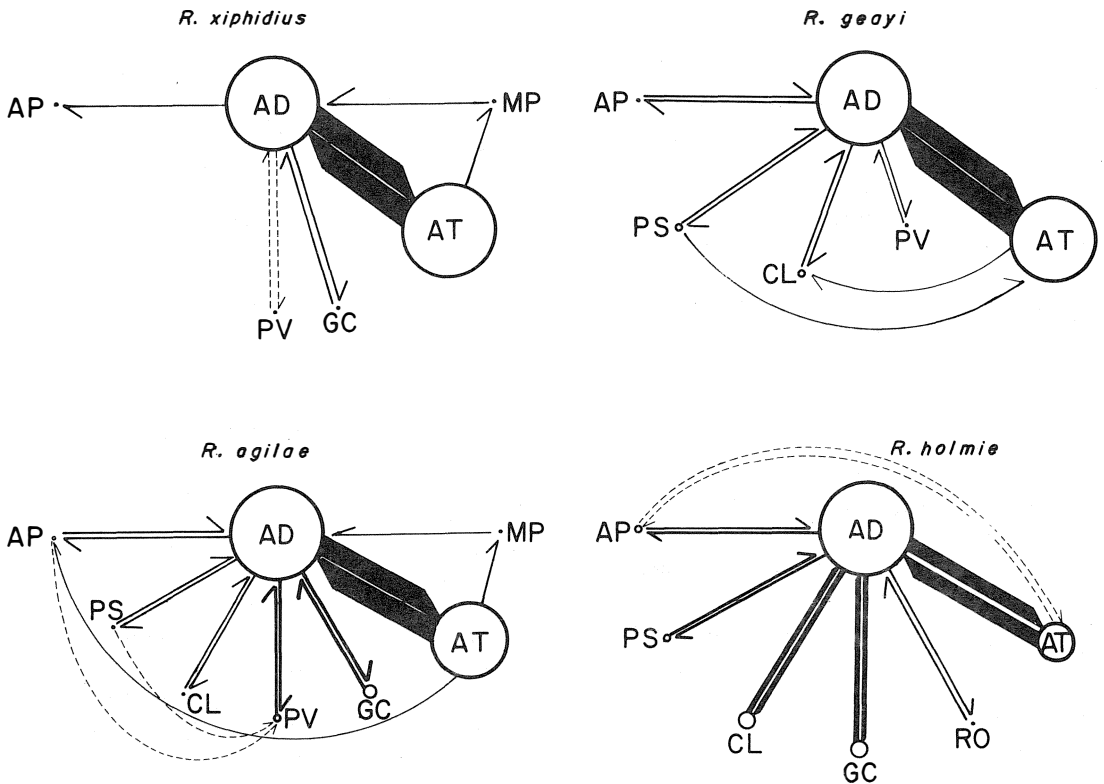 R. xiphidius
R. geayi
AP
AD
MP
AT
PV
GC
AP
AD
PS
PV
CL
AT
R. agilae
R. holmie
AP
AD
MP
PS
AT
CL
PV
GC
AP
AD
PS
AT
CL
GC
RO